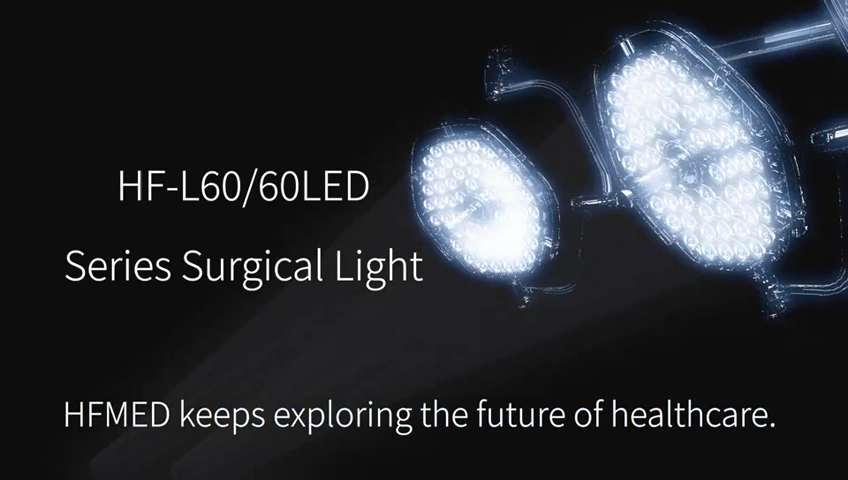 HF-L60/60LED
Series Surgical Light
HFMED keeps exploring the future of healthcare.